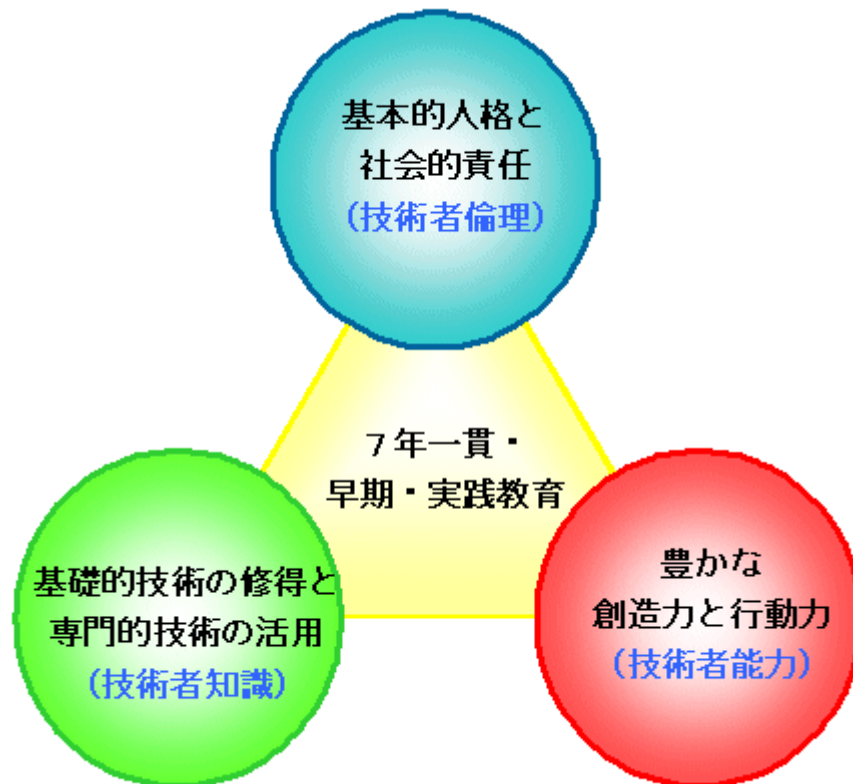 基本的人格と
社会的責任
(技術者倫理)
7年一貫・
早期・実践教育
基礎的技術の修得と
専門的技術の活用
(技術者知識)
豊かな
創造力と行動力
(技術者能力)